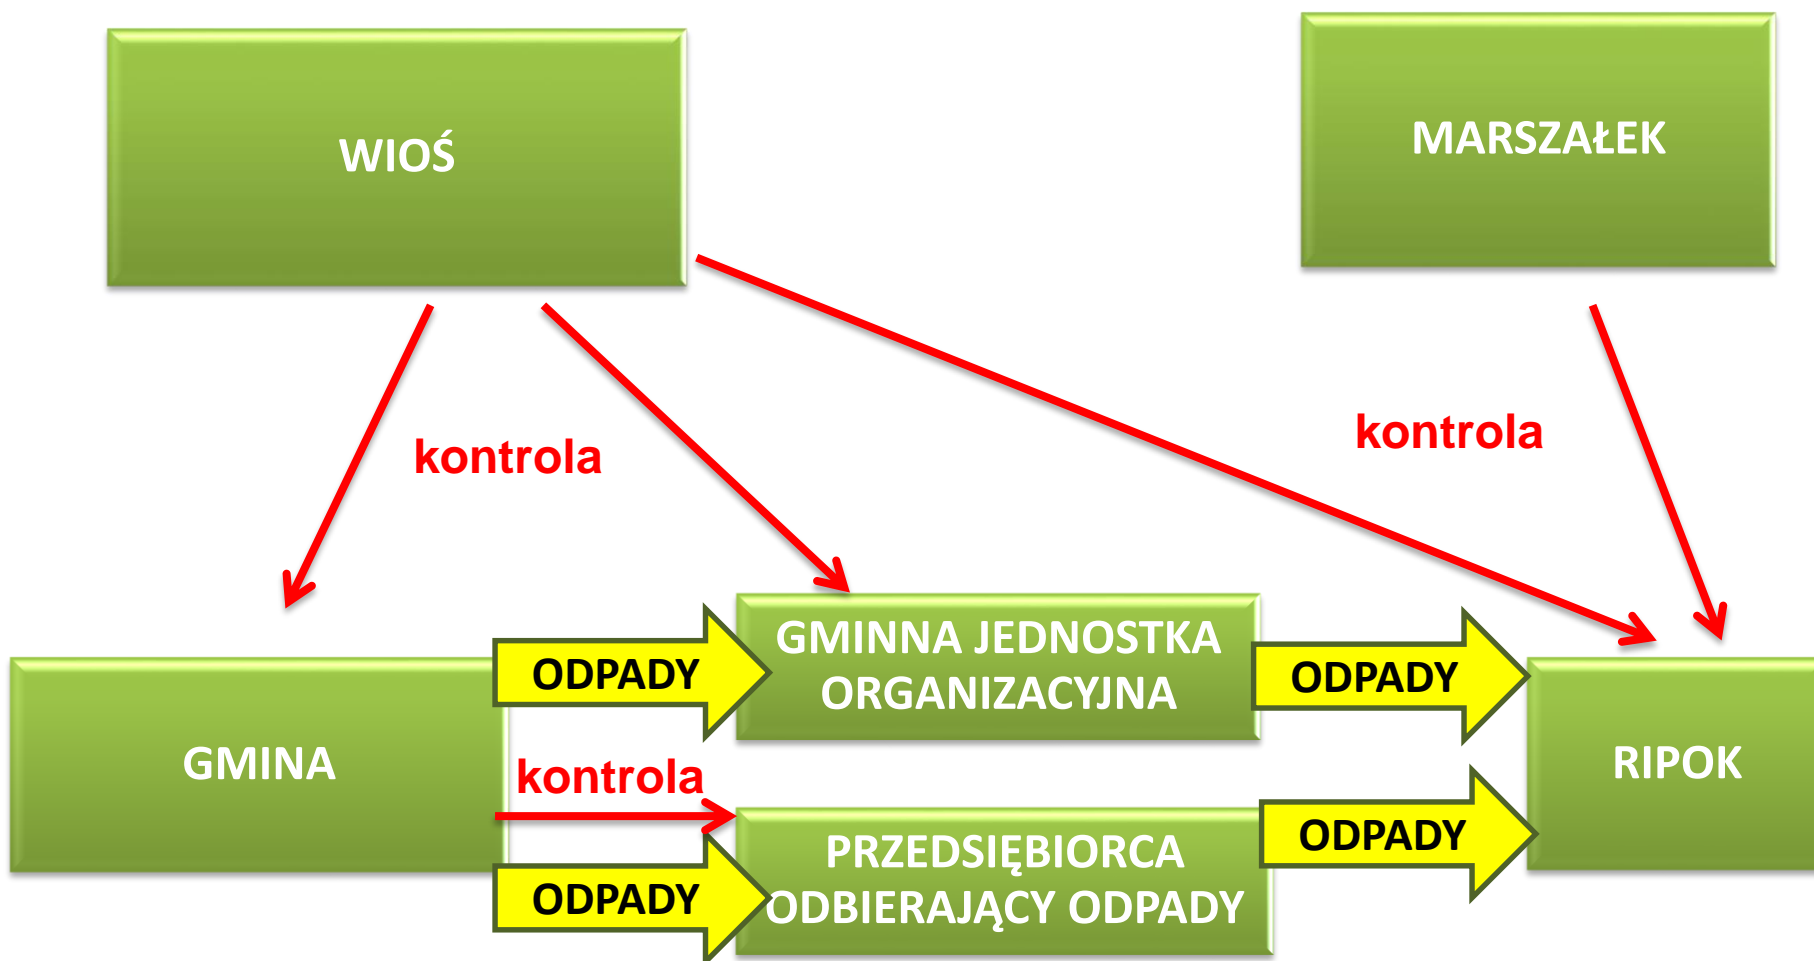 WIOŚ
MARSZAŁEK
kontrola
kontrola
ODPADY
GMINNA JEDNOSTKA
ORGANIZACYJNA
ODPADY
GMINA
kontrola
RIPOK
ODPADY
PRZEDSIĘBIORCA
ODBIERAJĄCY ODPADY
ODPADY